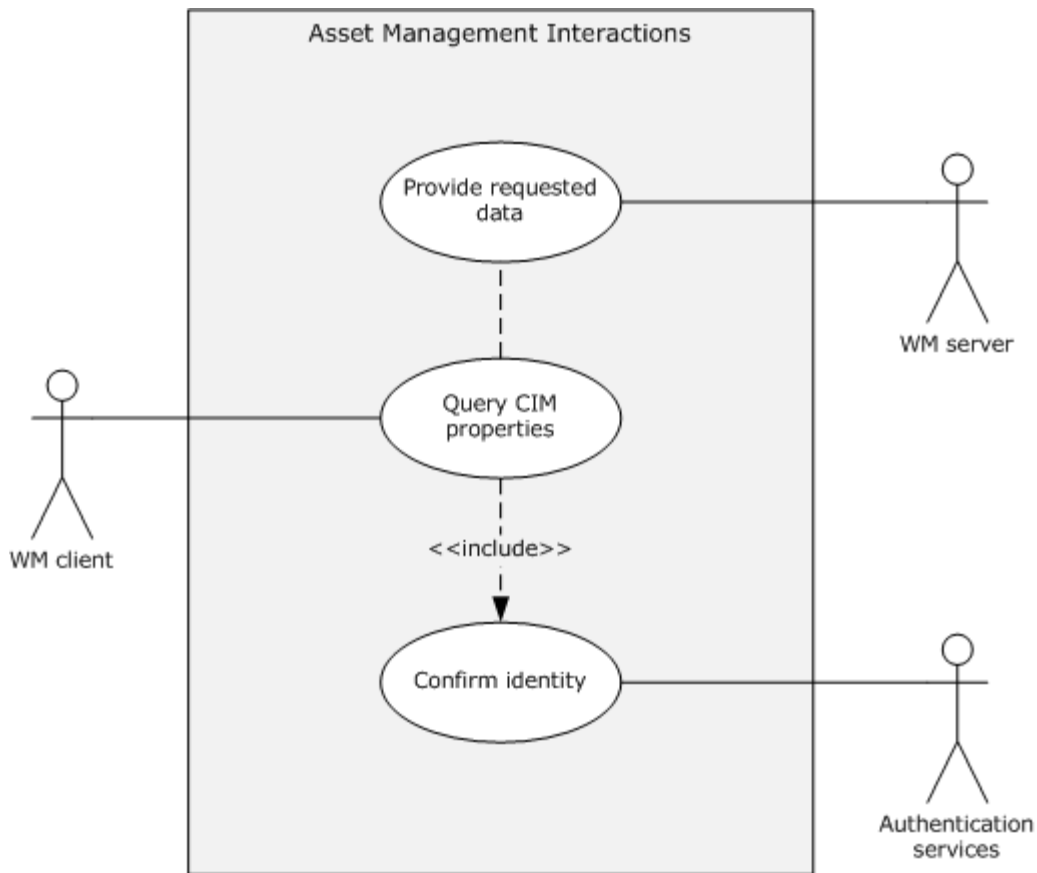 Asset Management Interactions
Provide requested
data
WM server
Query CIM
properties
WM client
<<include>>
Confirm identity
Authentication
services